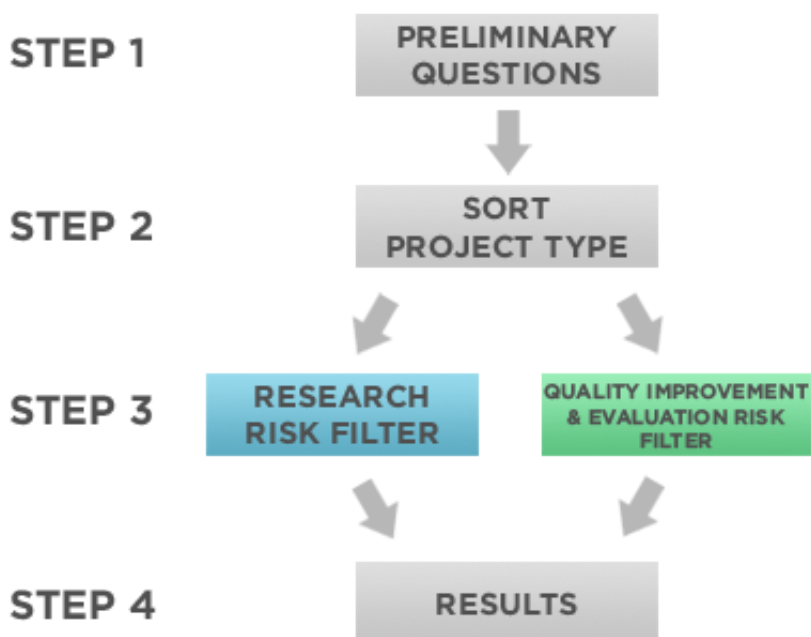 STEP 1
PRELIMINARY
QUESTIONS
STEP 2
SORT
PROJECT TYPE
STEP 3
RESEARCH
RISK FILTER
QUALITY IMPROVEMENT
& EVALUATION RISK
FILTER
STEP 4
RESULTS